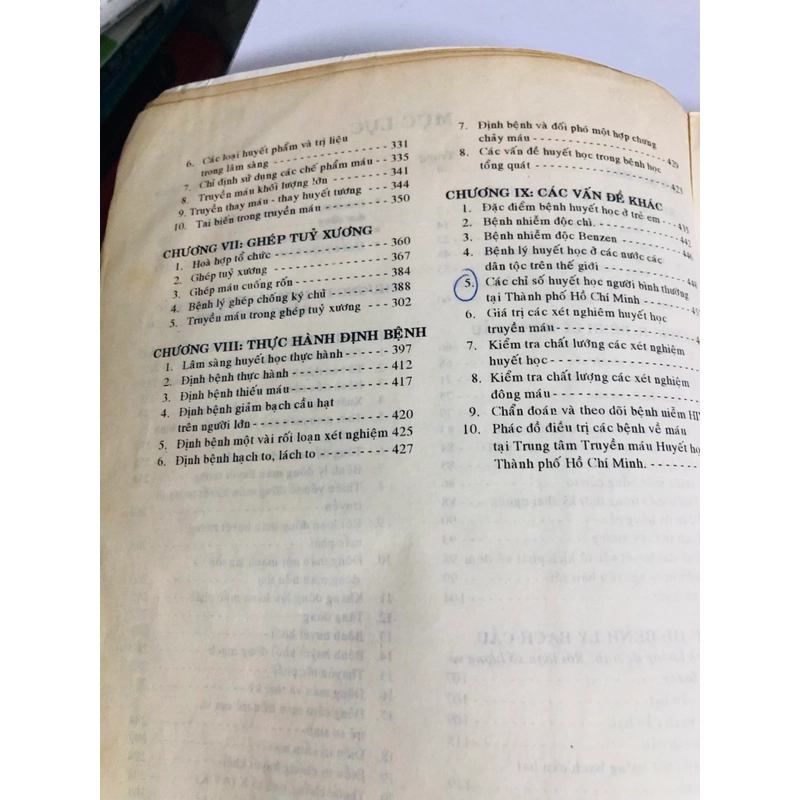 6. Các loại huyết phẩm và trị liệu
trong lâm sàng - - - - - - - - - - - - - - 331
7. Chỉ định sử dụng các chế phẩm máu - - - 335
8. Truyền máu khối lượng lớn - - - - - - - - - 341
9. Truyền thay máu - thay huyết tương - - - - 344
10. Tai biến trong truyền máu - - - - - - - - - 350
CHƯƠNG VII: GHÉP TUỶ XƯƠNG
1. Hoà hợp tổ chức - - - - - - - - - - - - - - 360
2. Ghép tuỷ xương - - - - - - - - - - - - - - 367
3. Ghép máu cuống rốn - - - - - - - - - - - - 384
4. Bệnh lý ghép chống ký chủ - - - - - - - - 388
5. Truyền máu trong ghép tuỷ xương - - - - - 302
CHƯƠNG VIII: THỰC HÀNH ĐỊNH BỆNH
1. Lâm sàng huyết học thực hành - - - - - - - 397
2. Định bệnh thực hành - - - - - - - - - - - - 412
3. Định bệnh thiếu máu - - - - - - - - - - - - 417
4. Định bệnh giảm bạch cầu hạt
trên người lớn - - - - - - - - - - - - - - - 420
5. Định bệnh một vài rối loạn xét nghiệm 425
6. Định bệnh hạch to, lách to - - - - - - - - - 427
7. Định bệnh và đối phó một hợp chưng
chảy máu - - - - - - - - - - - - - - - - - 420
8. Các vấn đề huyết học trong bệnh học
tổng quát - - - - - - - - - - - - - - - - - 423
CHƯƠNG IX: CÁC VẤN ĐỀ KHÁC
1. Đặc điểm bệnh huyết học ở trẻ em - - 435
2. Bệnh nhiễm độc chì. - - - - - - - - - -
3. Bệnh nhiễm độc Benzen - - - - - - - 442
4. Bệnh lý huyết học ở các nước các 446
dân tộc trên thế giới - - - - - - - - - -
5. Các chỉ số huyết học người bình thường
tại Thành phố Hồ Chí Minh - - - - - -
6. Giá trị các xét nghiệm huyết học
truyền máu - - - - - - - - - - - - - -
7. Kiểm tra chất lường các xét nghiệm
huyết học - - - - - - - - - - - - - - -
8. Kiểm tra chất lượng các xét nghiệm
đông máu - - - - - - - - - - - - - - -
9. Chẩn đoán và theo dõi bệnh niềm
10. Phác đồ điều trị các bệnh về máu
tại Trung tâm Truyền máu Huyết học
Thành phố Hồ Chí Minh. - - - - - -